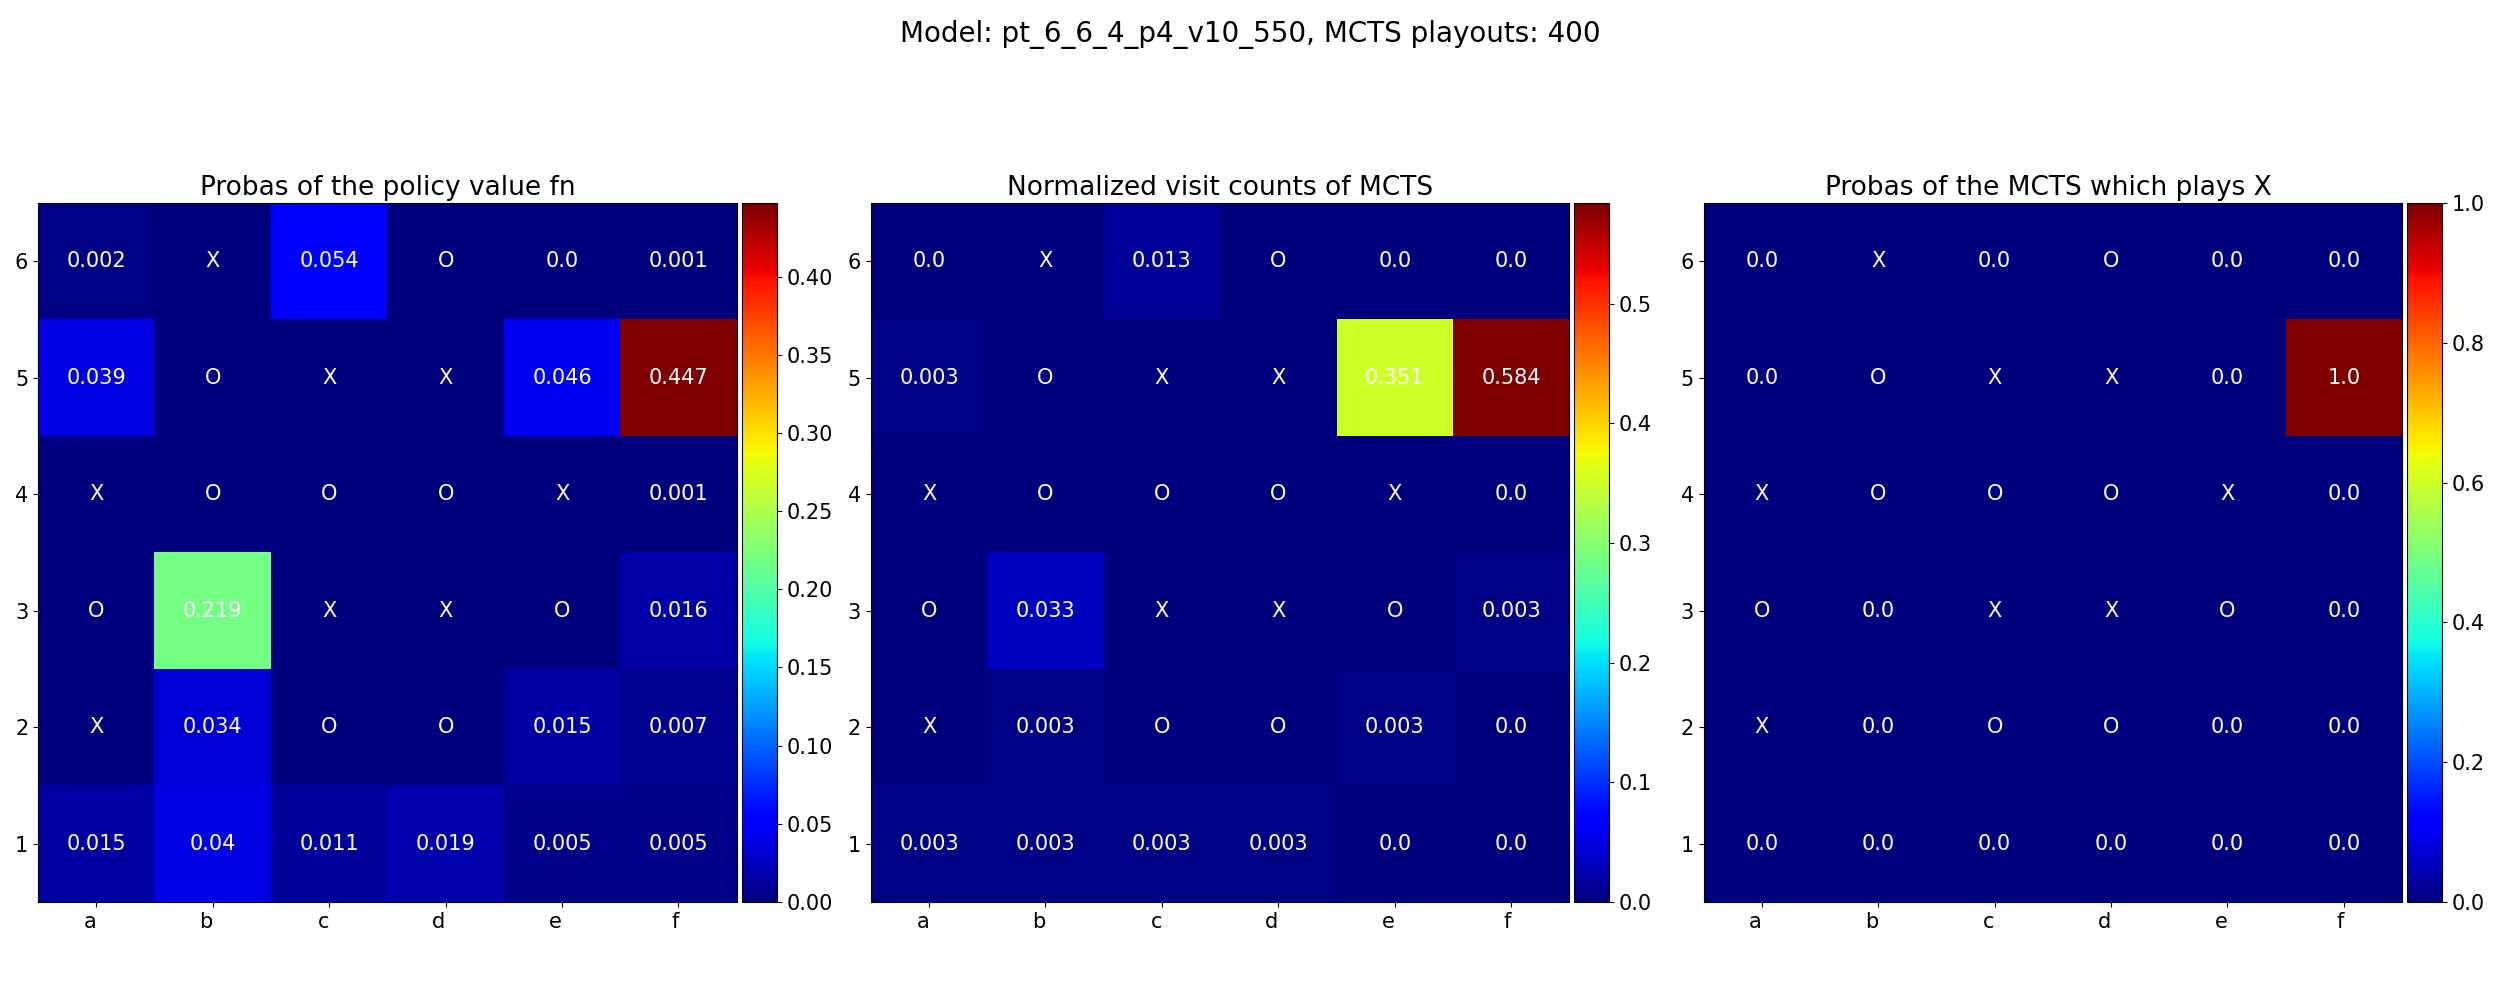 Model: pt_6_6_4_p4_v10_550, MCTS playouts: 400
Probas of the policy value fn
6 0.002 X 0.054 O 0.0 0.001
5 0.039 O X X 0.046 0.447
4 X O O O X 0.001
3 O 0.219 X X O 0.016
2 X 0.034 O O 0.015 0.007
1 0.015 0.04 0.011 0.019 0.005 0.005
a b c d e f
0.40
0.35
0.30
0.25
0.20
0.15
0.10
0.05
0.00
Normalized visit counts of MCTS
6 0.0 X 0.013 O 0.0 0.0
5 0.003 O X X 0.351 0.584
4 X O O O X 0.0
3 O 0.033 X X O 0.003
2 X 0.003 O O 0.003 0.0
1 0.003 0.003 0.003 0.003 0.0 0.0
a b c d e f
0.5
0.4
0.3
0.2
0.1
0.0
Probas of the MCTS which plays X
6 0.0 X 0.0 O 0.0 0.0
5 0.0 O X X 0.0 1.0
4 X O O O X 0.0
3 O 0.0 X X O 0.0
2 X 0.0 O O 0.0 0.0
1 0.0 0.0 0.0 0.0 0.0 0.0
a b c d e f
1.0
0.8
0.6
0.4
0.2
0.0